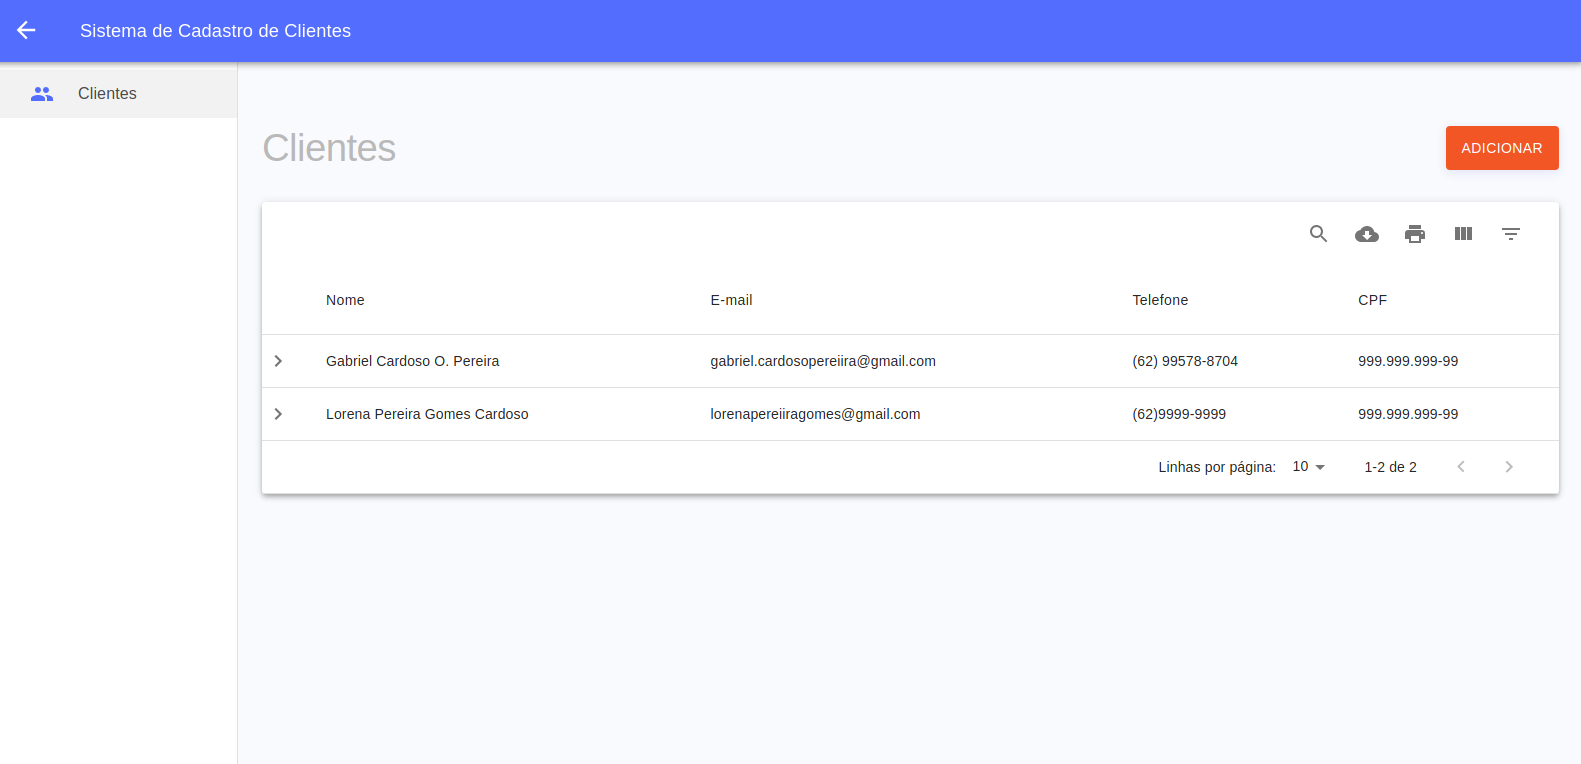 Sistema de Cadastro de Clientes
Clientes
Clientes
ADICIONAR
Nome E-mail Telefone CPF
Gabriel Cardoso O. Pereira gabriel.cardosopereiira@gmail.com (62) 99578-8704 999.999.999-99
Lorena Pereira Gomes Cardoso lorenapereiiragomes@gmail.com (62)9999-9999 999.999.999-99
Linhas por página: 10 1-2 de 2